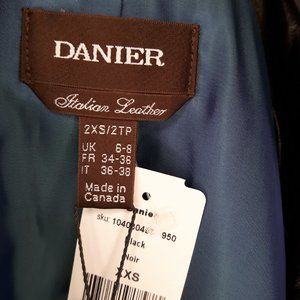 DANIER
Italian Leather
2XS/2TP
UK 6-8
FR 34-36
IT 36-38
Made in
Canada
Danier
sku:
950
Black
Noir
XXS